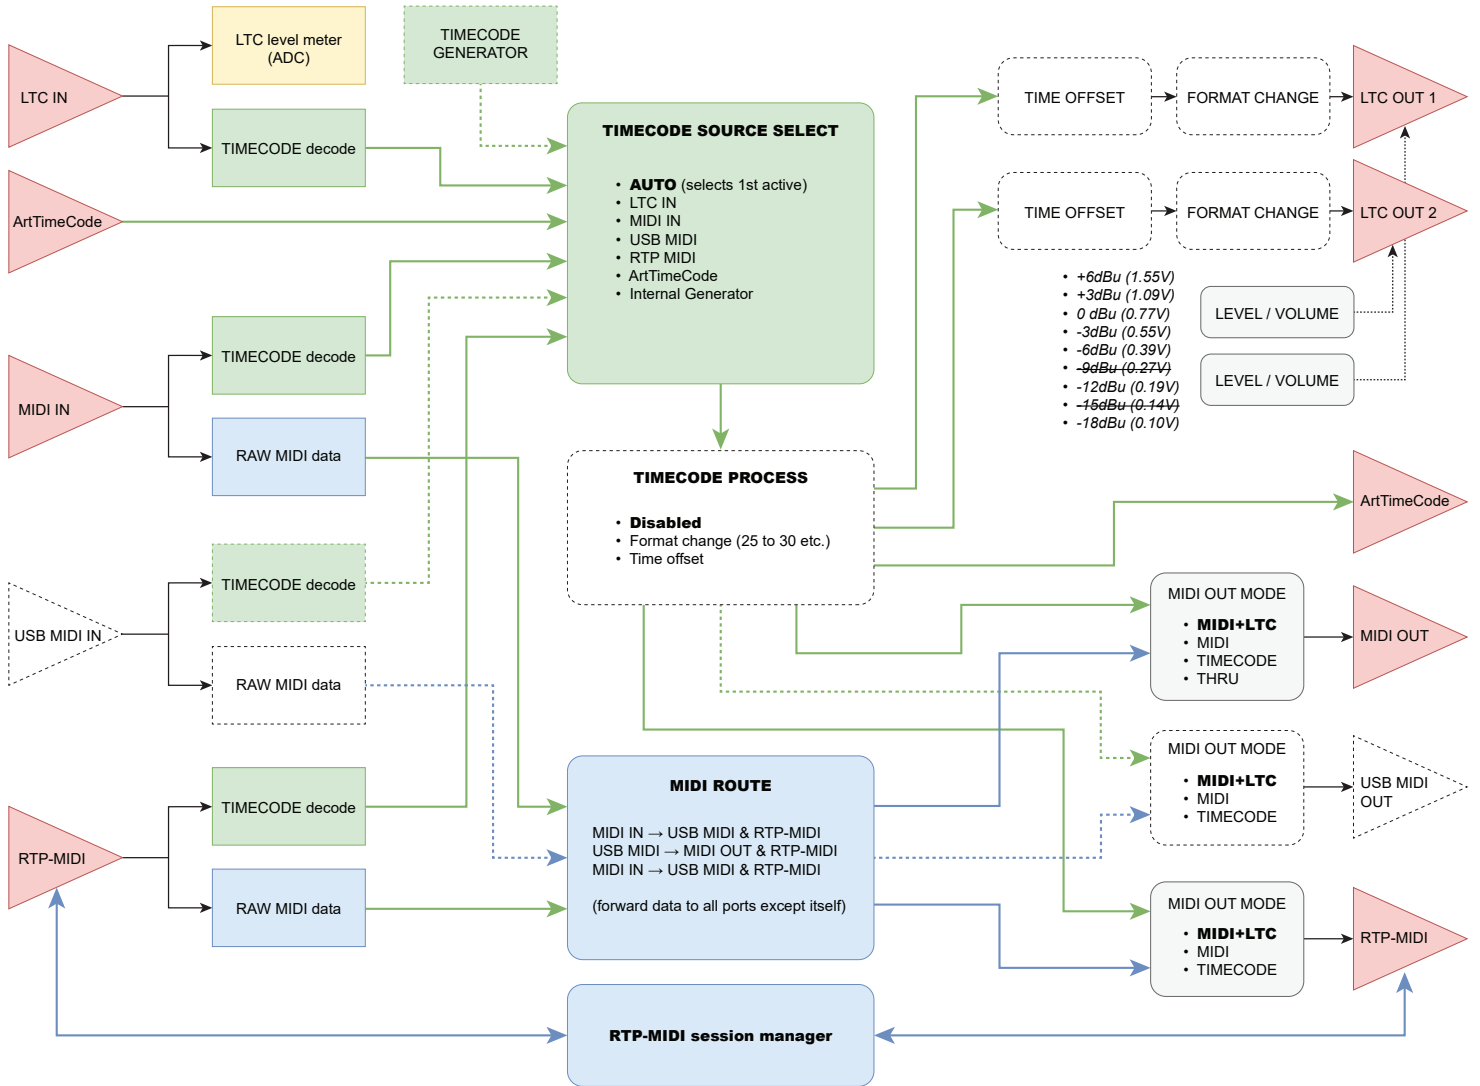 LTC IN
LTC level meter
(ADC)
TIMECODE decode
TIMECODE
GENERATOR
ArtTimeCode
TIMECODE SOURCE SELECT
• AUTO (selects 1st active)
• LTC IN
• MIDI IN
• USB MIDI
• RTP MIDI
• ArtTimeCode
• Internal Generator
TIME OFFSET
FORMAT CHANGE
LTC OUT 1
TIME OFFSET
FORMAT CHANGE
LTC OUT 2
• +6dBu (1.55V)
• +3dBu (1.09V)
• 0 dBu (0.77V)
• -3dBu (0.55V)
• -6dBu (0.39V)
• -9dBu (0.27V)
• -12dBu (0.19V)
• -15dBu (0.14V)
• -18dBu (0.10V)
LEVEL / VOLUME
LEVEL / VOLUME
MIDI IN
TIMECODE decode
RAW MIDI data
TIMECODE PROCESS
• Disabled
• Format change (25 to 30 etc.)
• Time offset
ArtTimeCode
USB MIDI IN
TIMECODE decode
RAW MIDI data
MIDI OUT MODE
• MIDI+LTC
• MIDI
• TIMECODE
• THRU
MIDI OUT
MIDI OUT MODE
• MIDI+LTC
• MIDI
• TIMECODE
USB MIDI
OUT
RTP-MIDI
TIMECODE decode
RAW MIDI data
MIDI ROUTE
MIDI IN → USB MIDI & RTP-MIDI
USB MIDI → MIDI OUT & RTP-MIDI
MIDI IN → USB MIDI & RTP-MIDI
(forward data to all ports except itself)
MIDI OUT MODE
• MIDI+LTC
• MIDI
• TIMECODE
RTP-MIDI
RTP-MIDI session manager